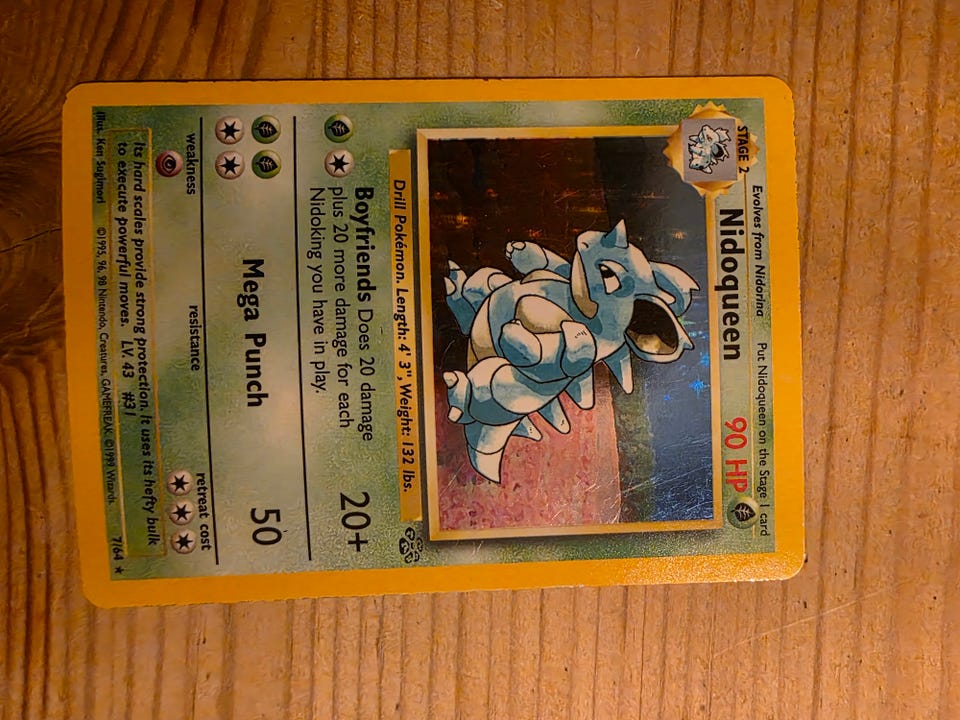 STAGE 2
Evolves from Nidorina
Put Nidoqueen on the Stage 1 card
Nidoqueen
90 HP
Drill Pokémon. Length: 4' 3", Weight: 132 lbs.
Boyfriends Does 20 damage
plus 20 more damage for each
Nidoking you have in play.
20+
Mega Punch
50
weakness
resistance
retreat cost
Its hard scales provide strong protection. It uses its hefty bulk
to execute powerful moves. LV. 43 #31
Illus. Ken Sugimori
©1995, 96, 98 Nintendo, Creatures, GAMEFREAK. ©1999 Wizards.
7/64 ★